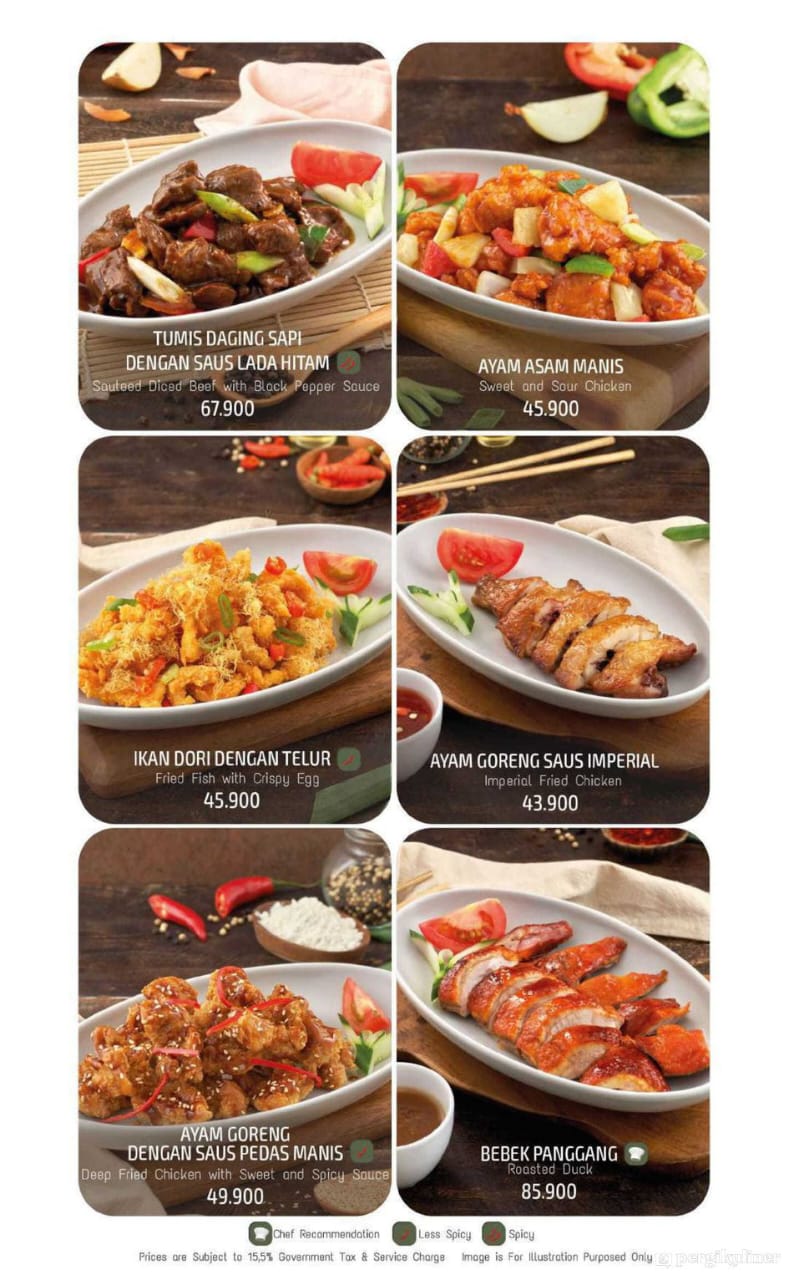 TUMIS DAGING SAPI
DENGAN SAUS LADA HITAM
Sauteed Diced Beef with Black Pepper Sauce
67.900
AYAM ASAM MANIS
Sweet and Sour Chicken
45.900
IKAN DORI DENGAN TELUR
Fried Fish with Crispy Egg
45.900
AYAM GORENG SAUS IMPERIAL
Imperial Fried Chicken
43.900
AYAM GORENG
DENGAN SAUS PEDAS MANIS
Deep Fried Chicken with Sweet and Spicy Sauce
49.900
BEBEK PANGGANG
Roasted Duck
85.900
Chef Recommendation Less Spicy Spicy
Prices are Subject to 15,5% Government Tax & Service Charge Image is For Illustration Purposed Only
pergikuliner